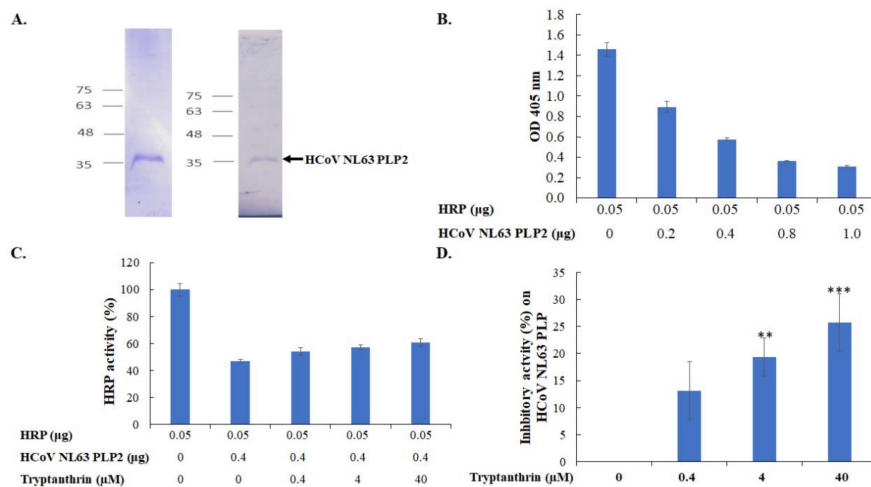 A.
75
63
48
35
75
63
48
35
HCoV NL63 PLP2
B.
OD 405 nm
1.8
1.6
1.4
1.2
1.0
0.8
0.6
0.4
0.2
0.0
HRP (µg) 0.05 0.05 0.05 0.05 0.05
HCoV NL63 PLP2 (µg) 0 0.2 0.4 0.8 1.0
C.
HRP activity (%)
120
100
80
60
40
20
0
HRP (µg) 0.05 0.05 0.05 0.05 0.05
HCoV NL63 PLP2 (µg) 0 0.4 0.4 0.4 0.4
Tryptanthrin (µM) 0 0 0.4 4 40
D.
Inhibitory activity (%) on
HCoV NL63 PLP
35
30
25
20
15
10
5
0
** ***
Tryptanthrin (µM) 0 0.4 4 40